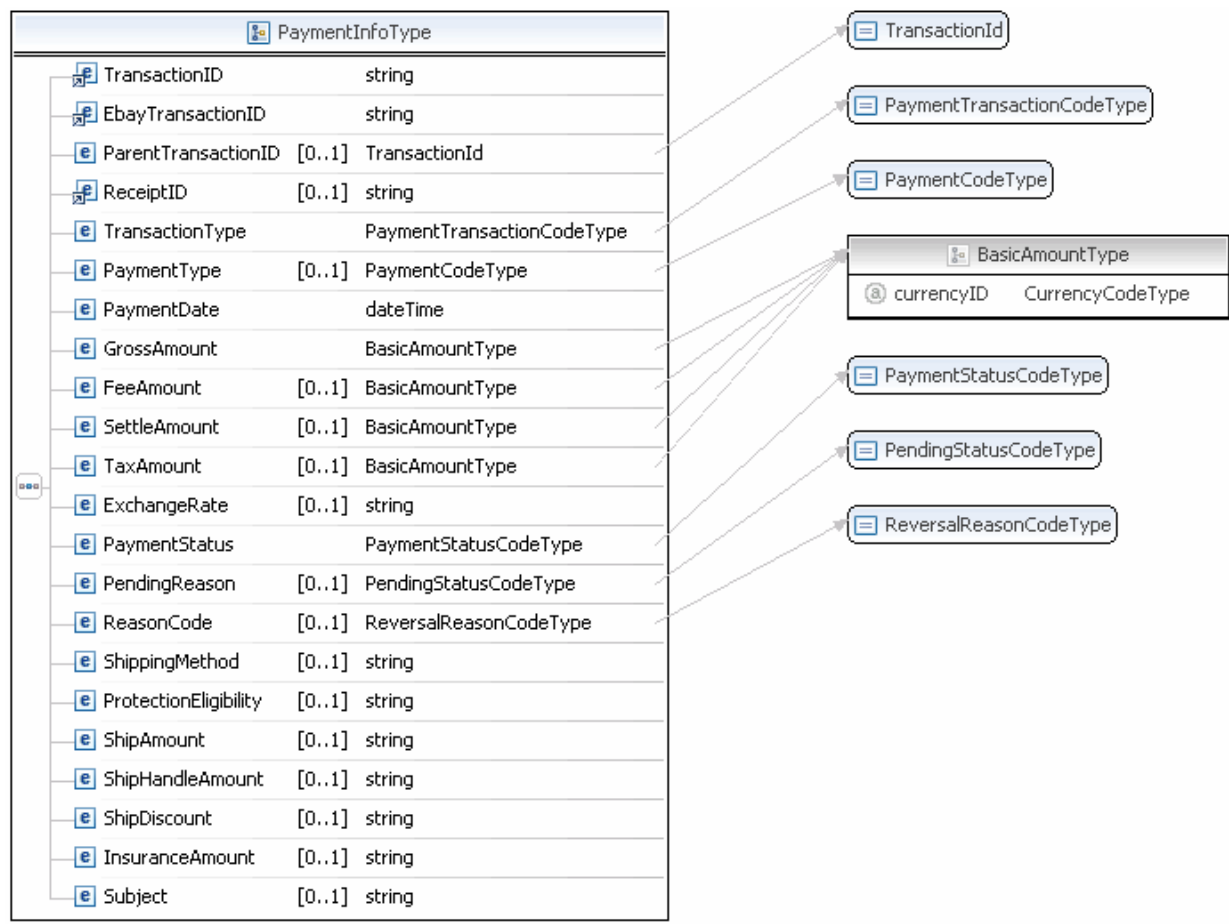 PaymentInfoType
TransactionID string
EbayTransactionID string
ParentTransactionID [0..1] TransactionId
ReceiptID [0..1] string
TransactionType PaymentTransactionCodeType
PaymentType [0..1] PaymentCodeType
PaymentDate dateTime
GrossAmount BasicAmountType
FeeAmount [0..1] BasicAmountType
SettleAmount [0..1] BasicAmountType
TaxAmount [0..1] BasicAmountType
ExchangeRate [0..1] string
PaymentStatus PaymentStatusCodeType
PendingReason [0..1] PendingStatusCodeType
ReasonCode [0..1] ReversalReasonCodeType
ShippingMethod [0..1] string
ProtectionEligibility [0..1] string
ShipAmount [0..1] string
ShipHandleAmount [0..1] string
ShipDiscount [0..1] string
InsuranceAmount [0..1] string
Subject [0..1] string
TransactionId
PaymentTransactionCodeType
PaymentCodeType
BasicAmountType
currencyID CurrencyCodeType
PaymentStatusCodeType
PendingStatusCodeType
ReversalReasonCodeType